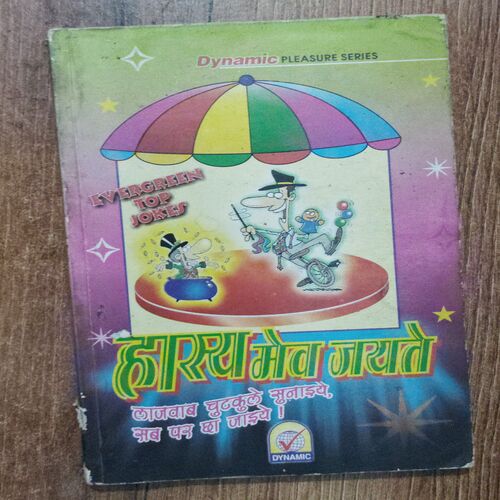 Dynamic PLEASURE SERIES
EVERGREEN
TOP
JOKES
हास्य मेव जयते
लाजवाब चुटकुले सुनाइये,
सब पर छा जाइये !
DYNAMIC